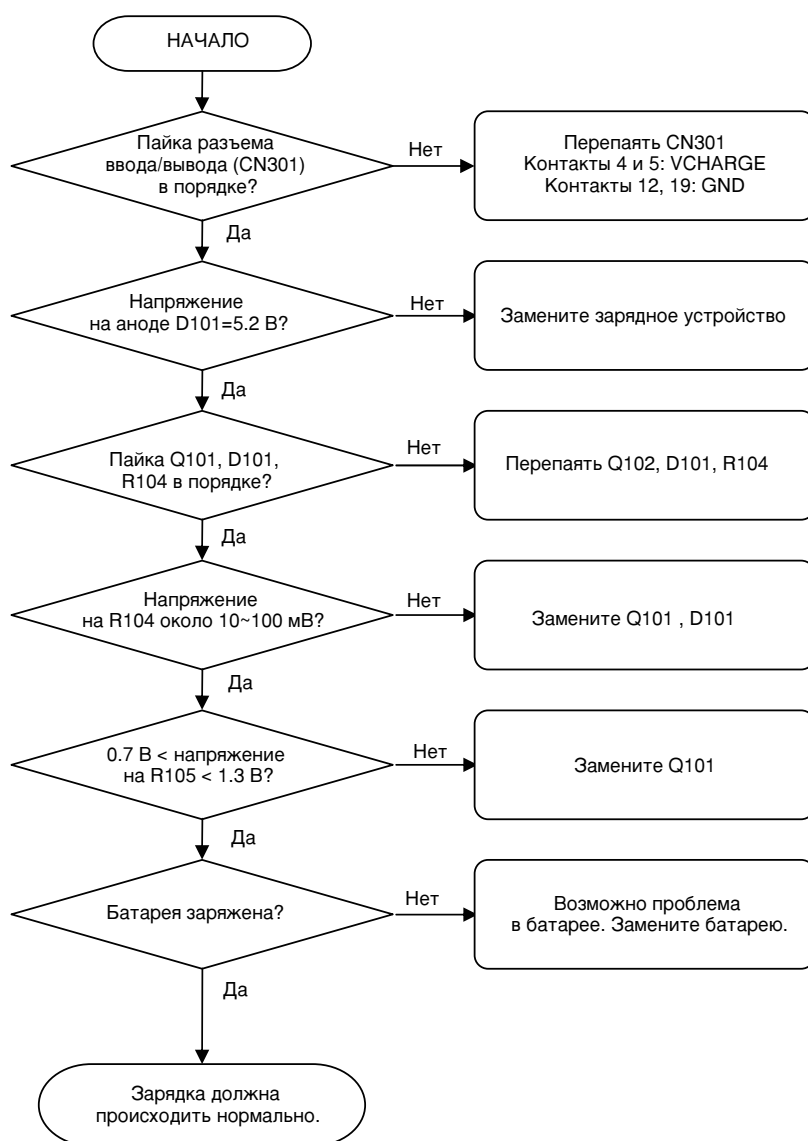 НАЧАЛО
Пайка разъема
ввода/вывода (CN301)
в порядке?
Нет
Перепаять CN301
Контакты 4 и 5: VCHARGE
Контакты 12, 19: GND
Да
Напряжение
на аноде D101=5.2 В?
Нет
Замените зарядное устройство
Да
Пайка Q101, D101,
R104 в порядке?
Нет
Перепаять Q102, D101, R104
Да
Напряжение
на R104 около 10~100 мВ?
Нет
Замените Q101 , D101
Да
0.7 В < напряжение
на R105 < 1.3 В?
Нет
Замените Q101
Да
Батарея заряжена?
Нет
Возможно проблема
в батарее. Замените батарею.
Да
Зарядка должна
происходить нормально.